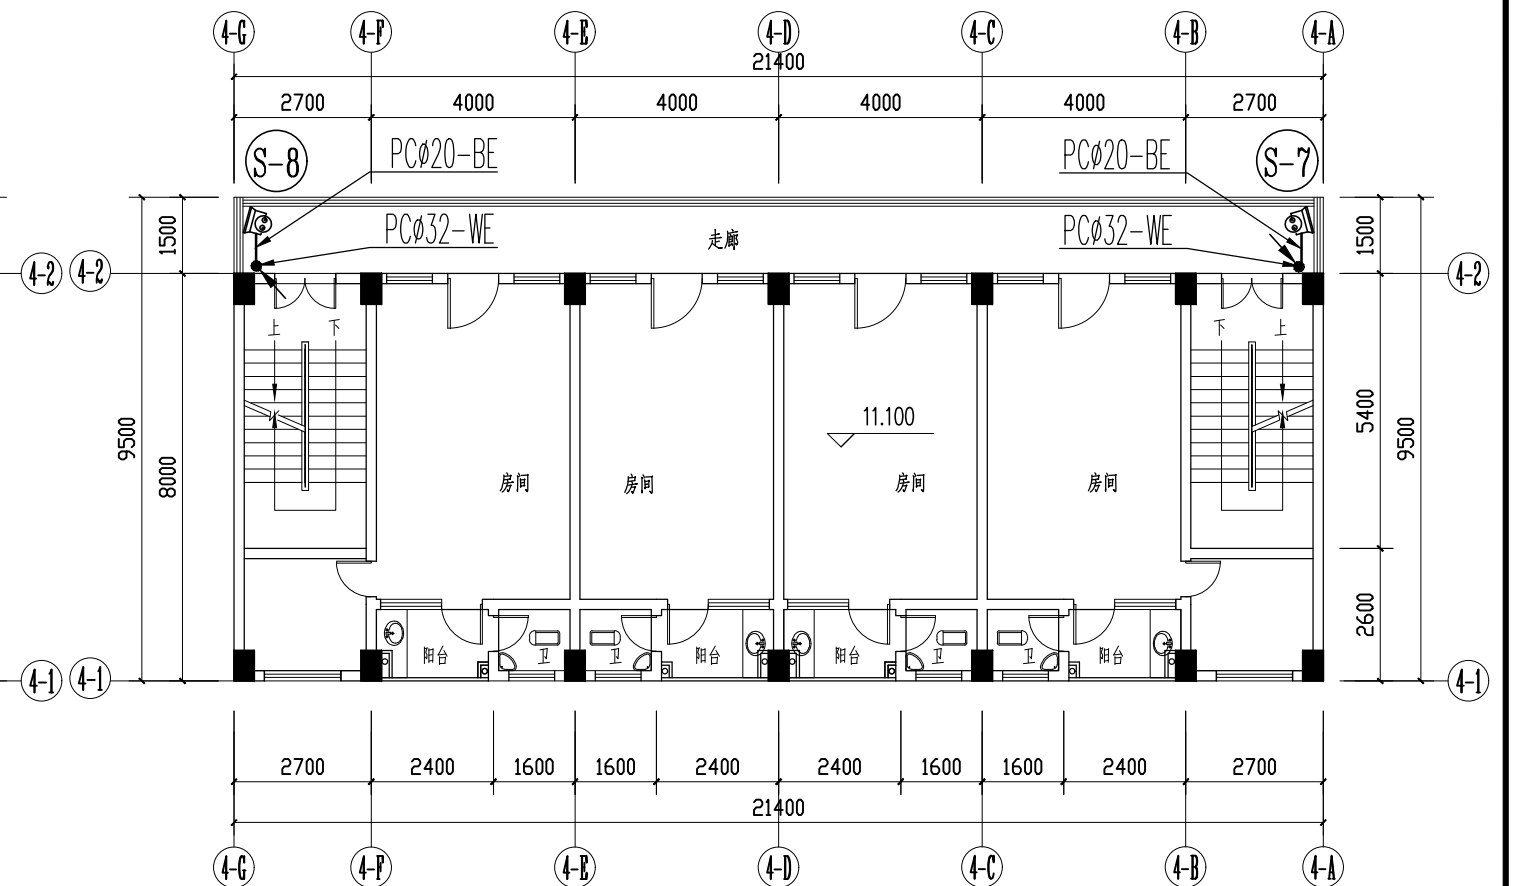 4-G 4-F 4-E 4-D 4-C 4-B 4-A
21400
2700 4000 4000 4000 4000 2700
S-8 PCø20-BE PCø20-BE S-7
PCø32-WE 走廊 PCø32-WE
1500 1500
4-2 4-2 4-2
上 下 下 上
11.100
9500 8000 5400 9500
房间 房间 房间 房间
2600
阳台 卫 卫 阳台 阳台 卫 卫 阳台
4-1 4-1 4-1
2700 2400 1600 1600 2400 2400 1600 1600 2400 2700
21400
4-G 4-F 4-E 4-D 4-C 4-B 4-A